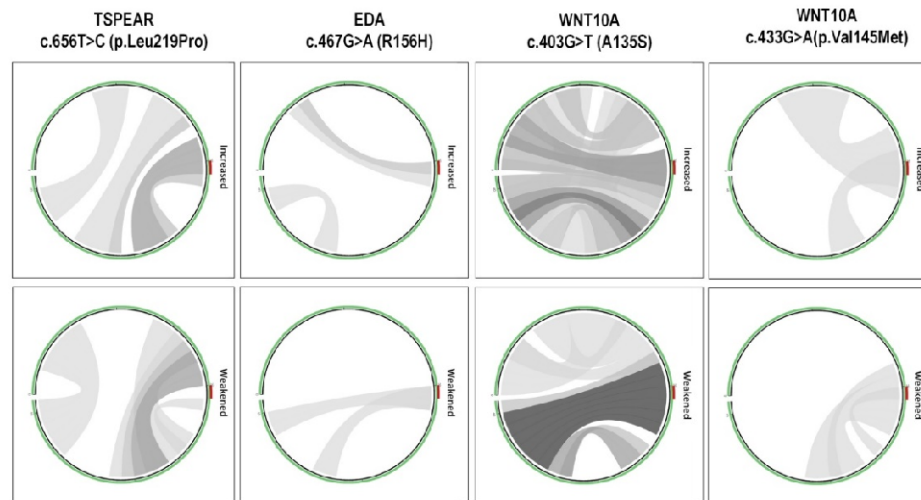 TSPEAR
c.656T>C (p.Leu219Pro)
EDA
c.467G>A (R156H)
WNT10A
c.403G>T (A135S)
WNT10A
c.433G>A(p.Val145Met)
Increased
Increased
Increased
Increased
Weakened
Weakened
Weakened
Weakened